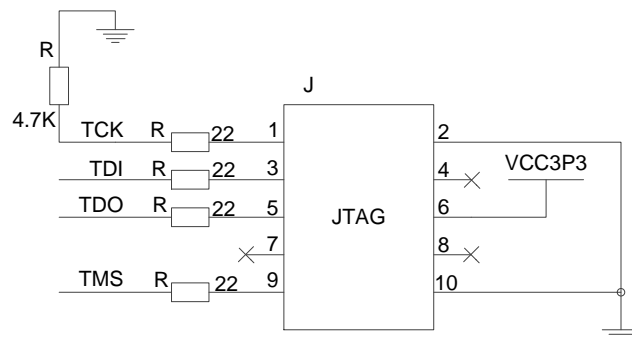 R
J
4.7K
TCK R 22 1 2
TDI R 22 3 4 VCC3P3
TDO R 22 5 6
JTAG
7 8
TMS R 22 9 10